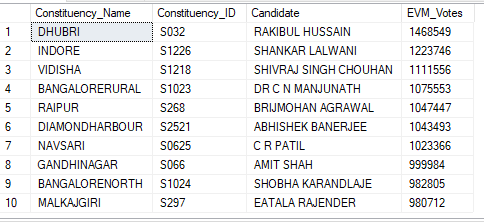 Constituency_Name Constituency_ID Candidate EVM_Votes
1 DHUBRI S032 RAKIBUL HUSSAIN 1468549
2 INDORE S1226 SHANKAR LALWANI 1223746
3 VIDISHA S1218 SHIVRAJ SINGH CHOUHAN 1111556
4 BANGALORERURAL S1023 DR C N MANJUNATH 1075553
5 RAIPUR S268 BRIJMOHAN AGRAWAL 1047447
6 DIAMONDHARBOUR S2521 ABHISHEK BANERJEE 1043493
7 NAVSARI S0625 C R PATIL 1023366
8 GANDHINAGAR S066 AMIT SHAH 999984
9 BANGALORENORTH S1024 SHOBHA KARANDLAJE 982805
10 MALKAJGIRI S297 EATALA RAJENDER 980712